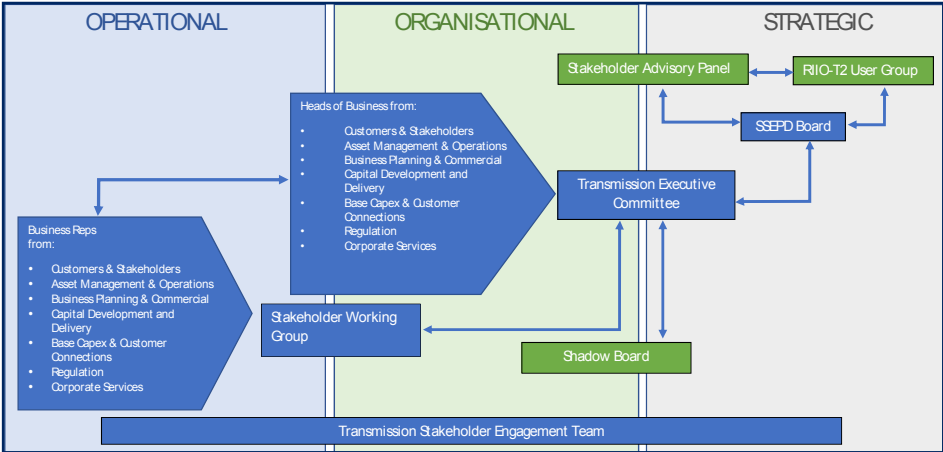 OPERATIONAL
ORGANISATIONAL
STRATEGIC
Stakeholder Advisory Panel
RIIO-T2 User Group
SSEPD Board
Heads of Business from:
• Customers & Stakeholders
• Asset Management & Operations
• Business Planning & Commercial
• Capital Development and
Delivery
• Base Capex & Customer
Connections
• Regulation
• Corporate Services
Transmission Executive
Committee
Business Reps
from:
• Customers & Stakeholders
• Asset Management & Operations
• Business Planning & Commercial
• Capital Development and
Delivery
• Base Capex & Customer
Connections
• Regulation
• Corporate Services
Stakeholder Working
Group
Shadow Board
Transmission Stakeholder Engagement Team